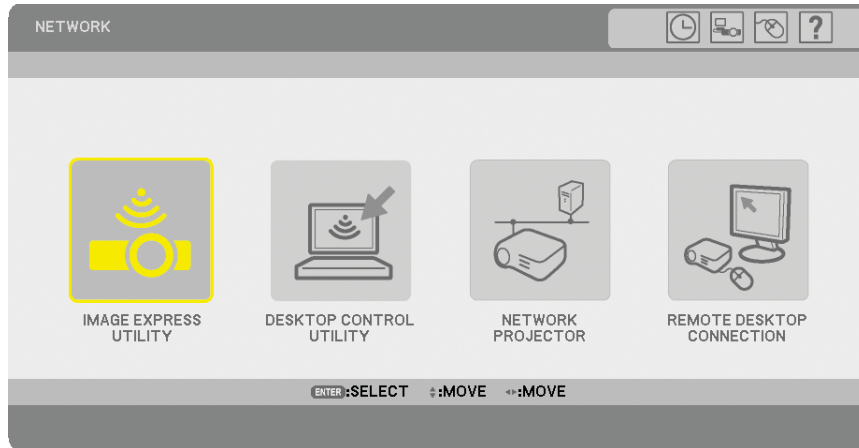 NETWORK
?
IMAGE EXPRESS
UTILITY
DESKTOP CONTROL
UTILITY
NETWORK
PROJECTOR
REMOTE DESKTOP
CONNECTION
ENTER:SELECT ♦:MOVE ◂▸:MOVE